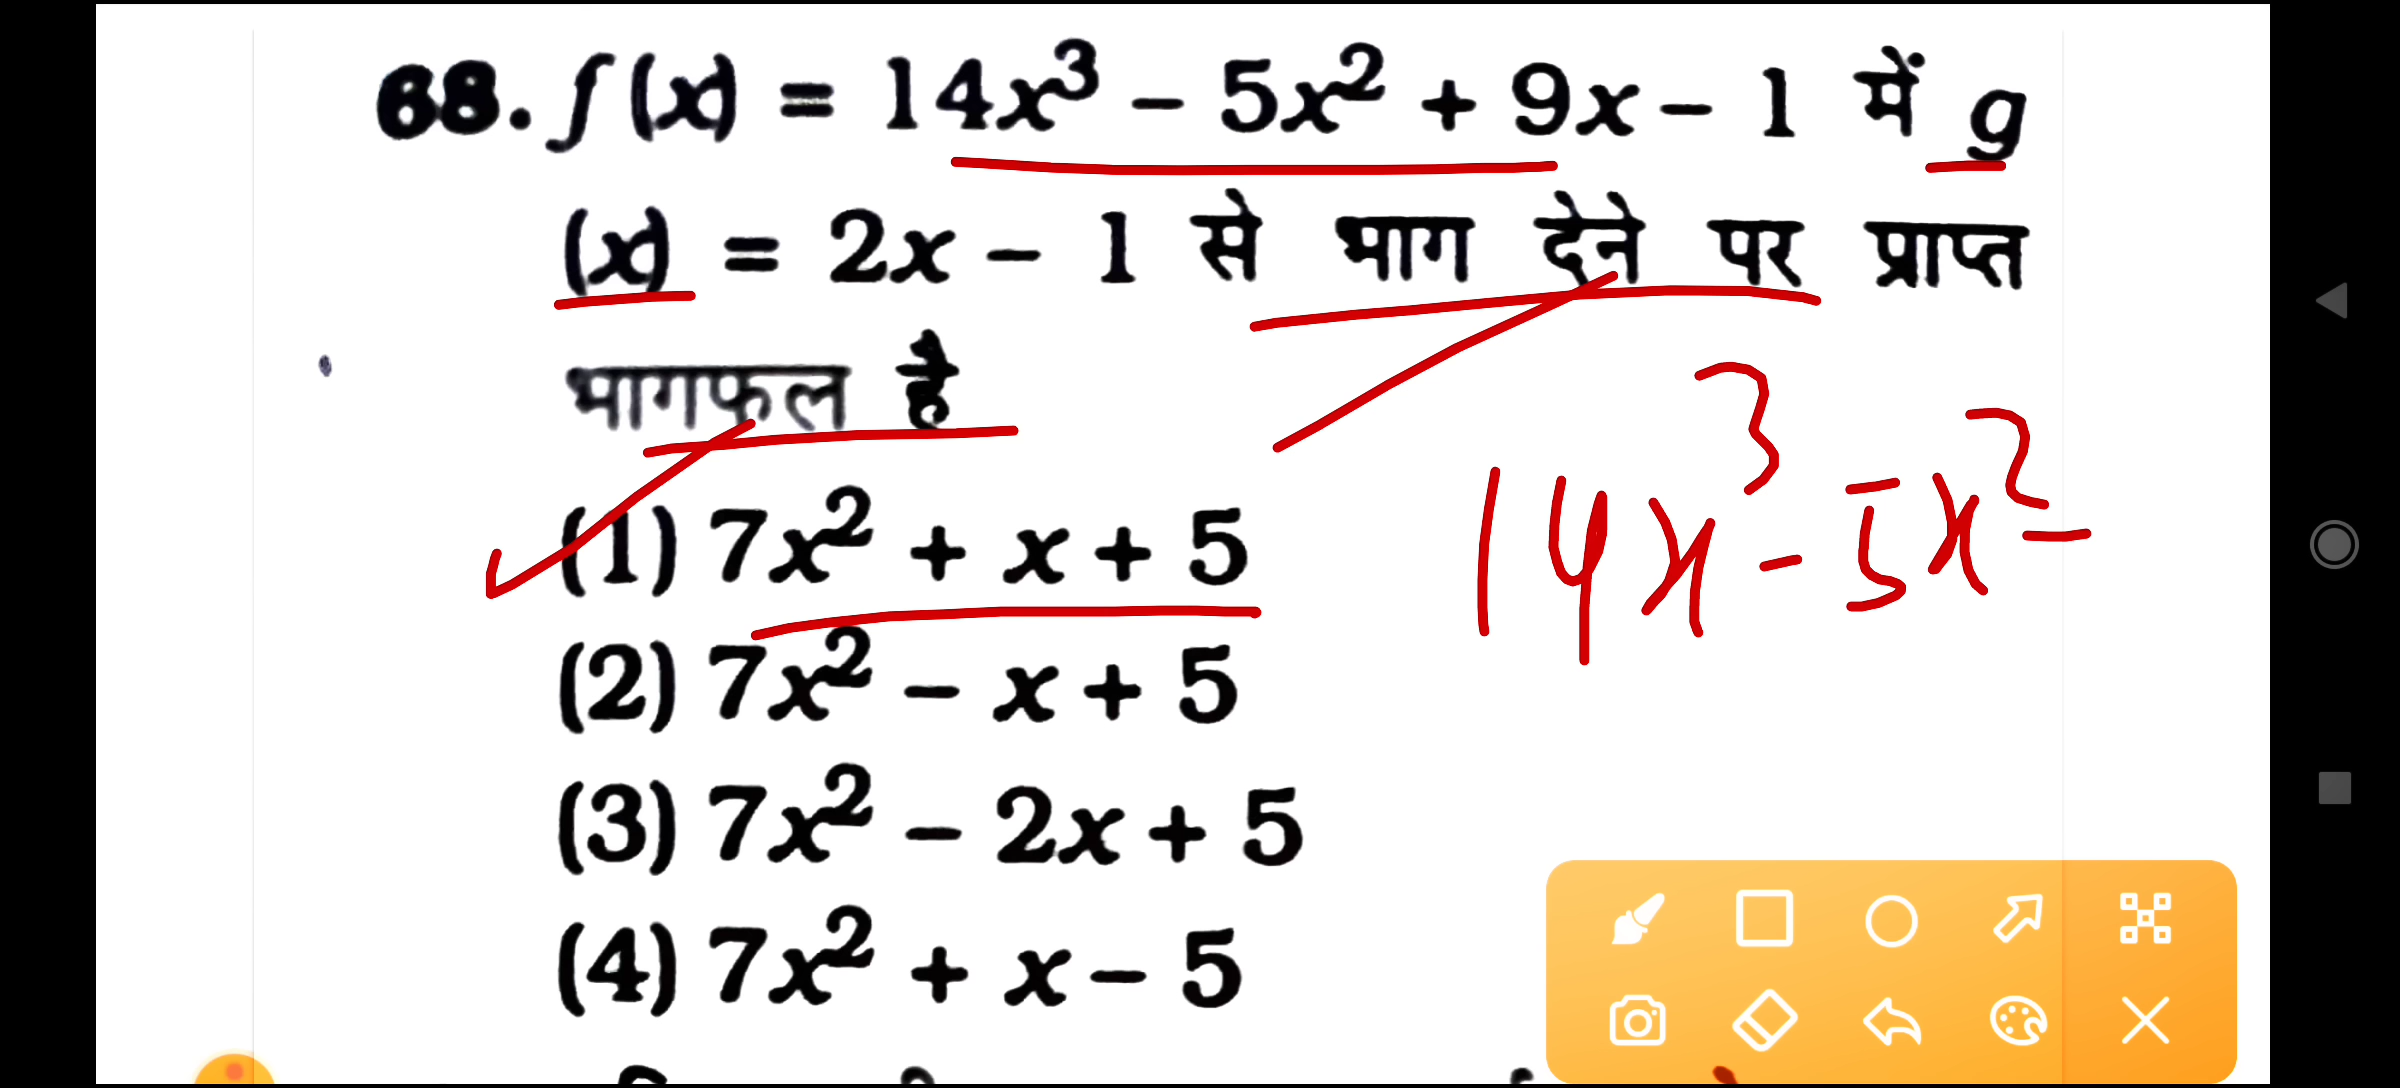 68. f (x) = 14x³ – 5x² + 9x – 1 में g
(x) = 2x – 1 से भाग देने पर प्राप्त
भागफल है
(1) 7x² + x + 5
14x³ - 5x² -
(2) 7x² – x + 5
(3) 7x² – 2x + 5
(4) 7x² + x – 5